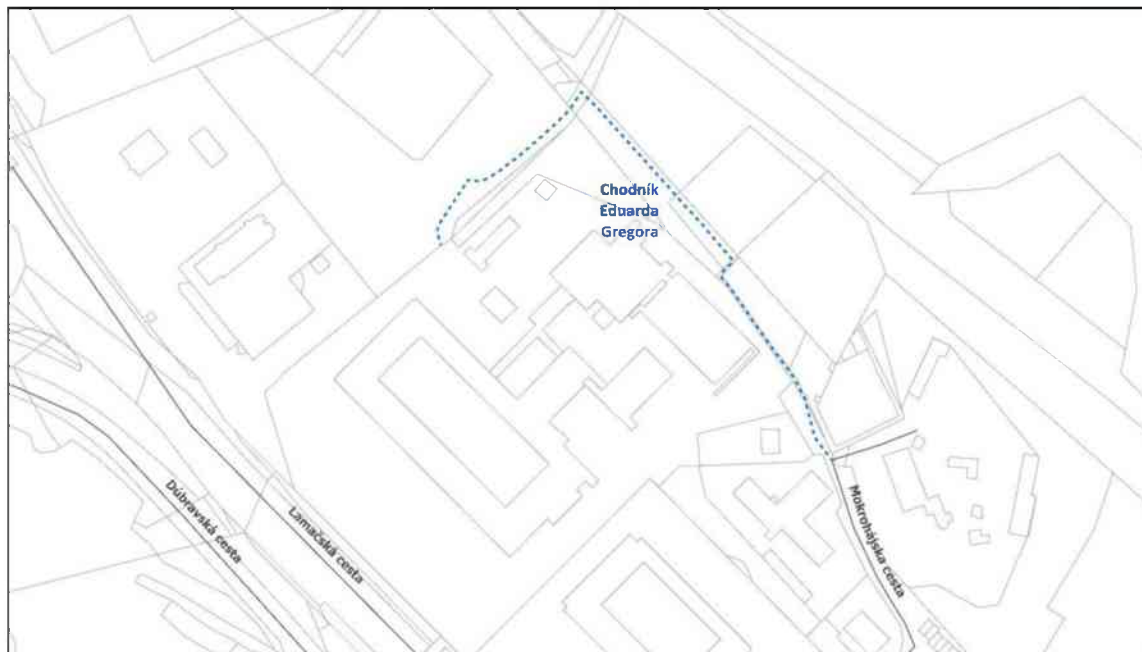 Chodník
Eduarda
Gregora
Dúbravská cesta
Lamačská cesta
Mokrohájska cesta